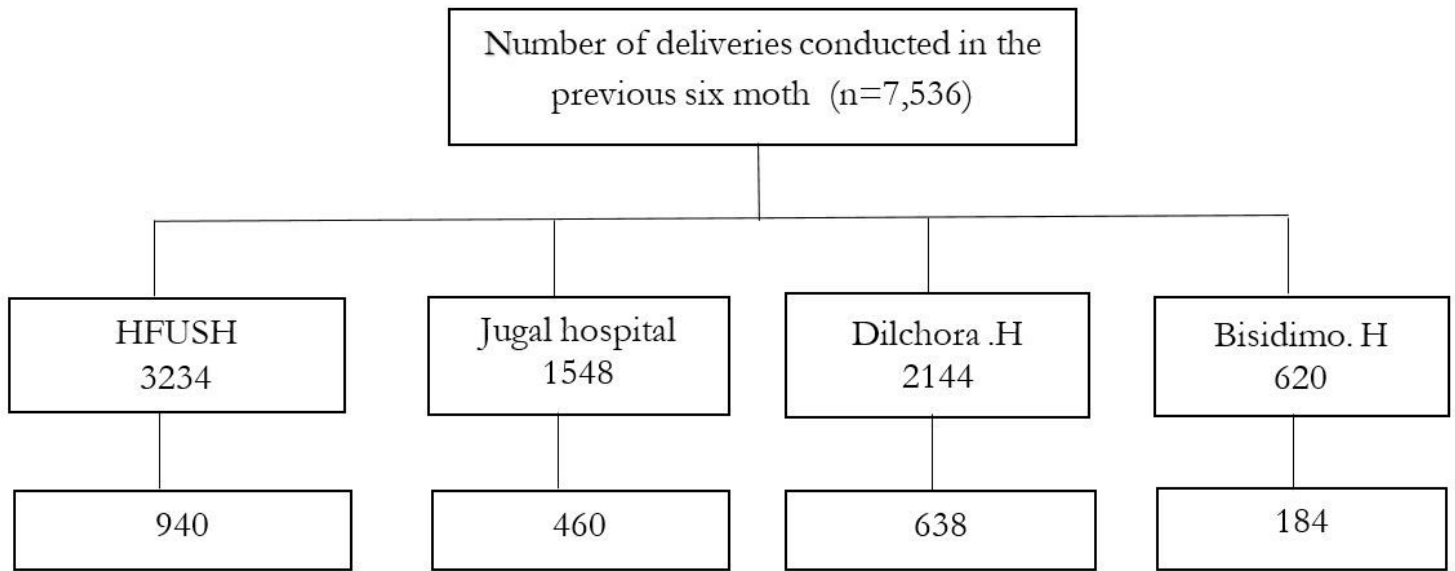 Number of deliveries conducted in the
previous six moth (n=7,536)
HFUSH
3234
Jugal hospital
1548
Dilchora .H
2144
Bisidimo. H
620
940
460
638
184